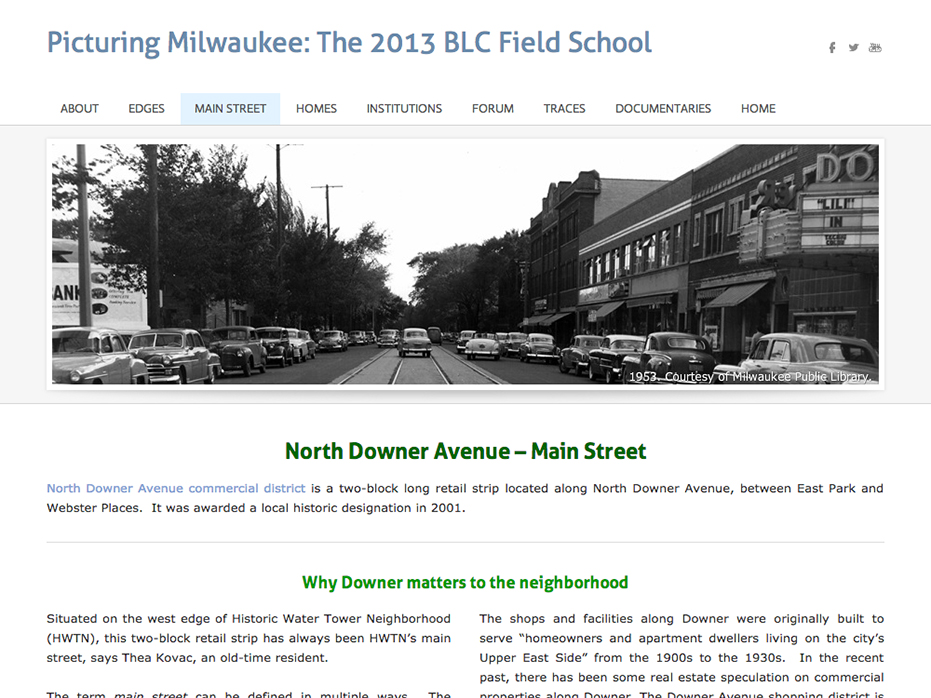 Picturing Milwaukee: The 2013 BLC Field School
ABOUT EDGES MAIN STREET HOMES INSTITUTIONS FORUM TRACES DOCUMENTARIES HOME
DO
"LILI"
IN
COLOR
BANK
COMPLETE
1953. Courtesy of Milwaukee Public Library.
North Downer Avenue – Main Street
North Downer Avenue commercial district is a two-block long retail strip located along North Downer Avenue, between East Park and
Webster Places. It was awarded a local historic designation in 2001.
Why Downer matters to the neighborhood
Situated on the west edge of Historic Water Tower Neighborhood
(HWTN), this two-block retail strip has always been HWTN's main
street, says Thea Kovac, an old-time resident.
The term main street can be defined in multiple ways. The
The shops and facilities along Downer were originally built to
serve "homeowners and apartment dwellers living on the city's
Upper East Side" from the 1900s to the 1930s. In the recent
past, there has been some real estate speculation on commercial
properties along Downer. The Downer Avenue shopping district is